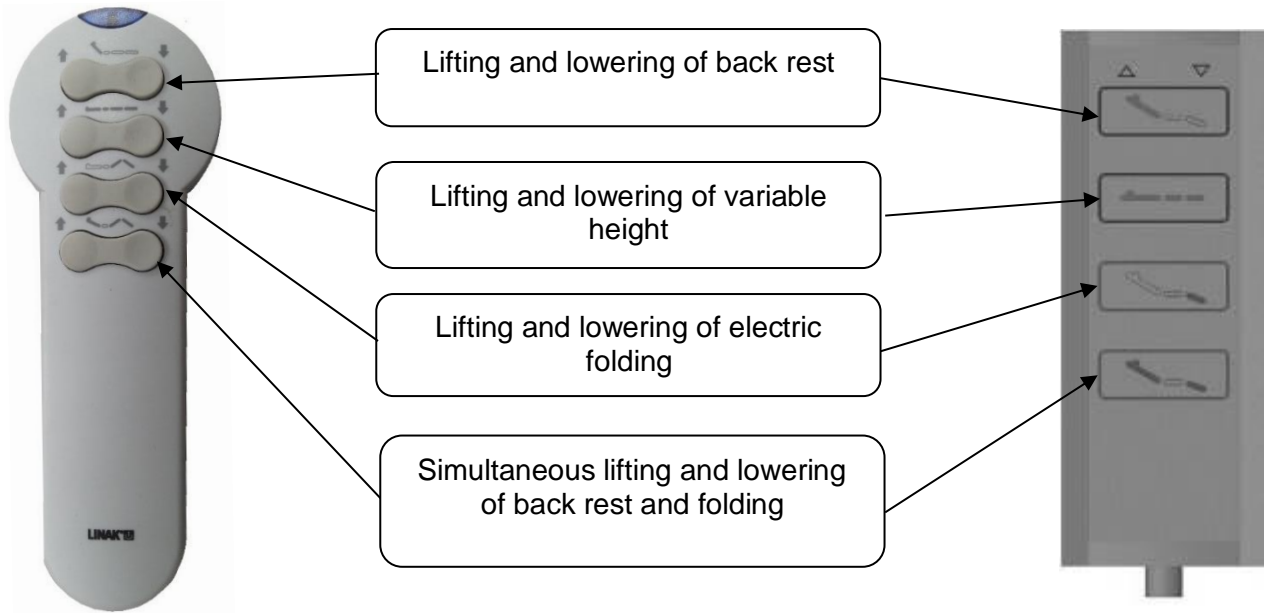 Lifting and lowering of back rest
Lifting and lowering of variable
height
Lifting and lowering of electric
folding
Simultaneous lifting and lowering
of back rest and folding
LINAK